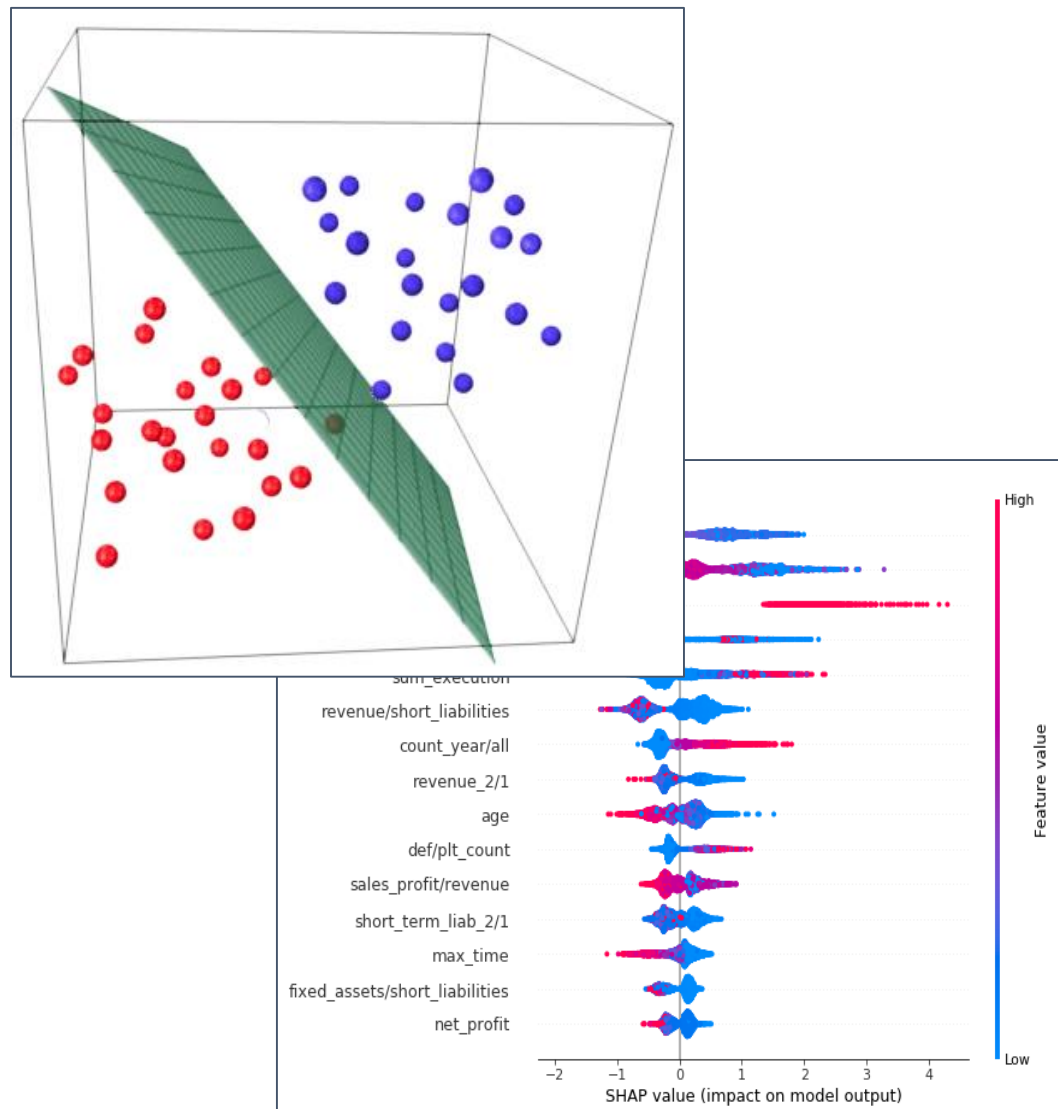 High
sum_execution
revenue/short_liabilities
count_year/all
revenue_2/1
age
def/plt_count
sales_profit/revenue
short_term_liab_2/1
max_time
fixed_assets/short_liabilities
net_profit
Low
Feature value
−2 −1 0 1 2 3 4
SHAP value (impact on model output)